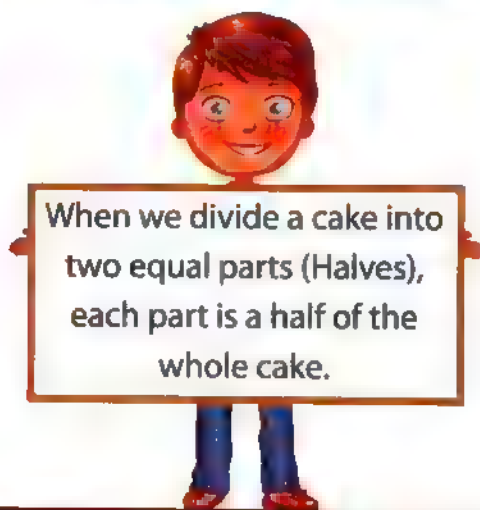 When we divide a cake into
two equal parts (Halves),
each part is a half of the
whole cake.